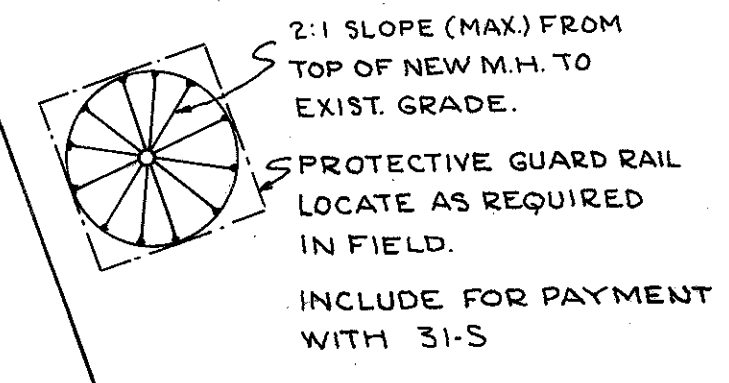 2:1 SLOPE (MAX.) FROM
TOP OF NEW M.H. TO
EXIST. GRADE.
PROTECTIVE GUARD RAIL
LOCATE AS REQUIRED
IN FIELD.
INCLUDE FOR PAYMENT
WITH 31-S